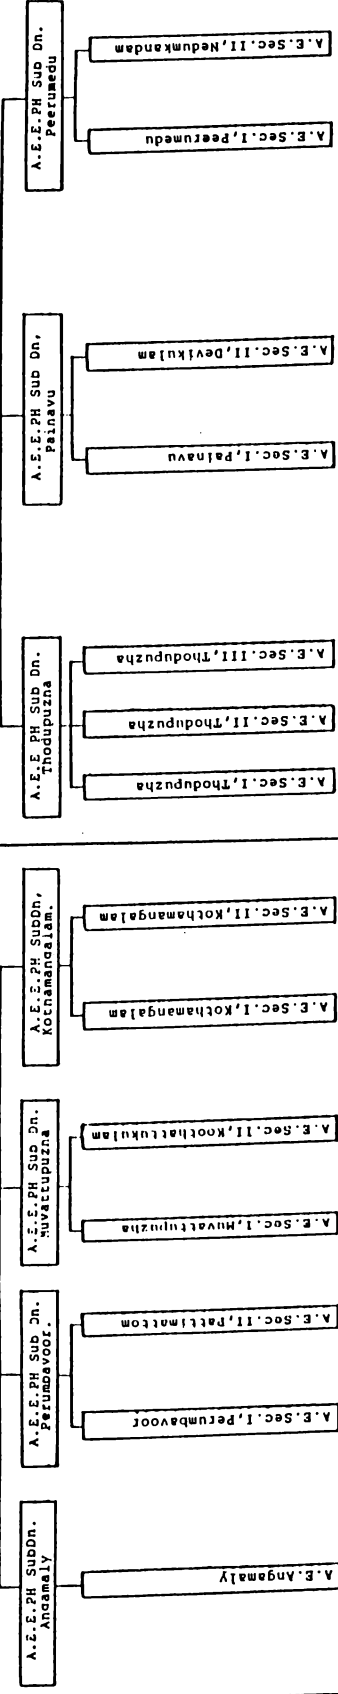 A.E.E.PH SubDn.
Angamaly
A.E.Angamaly
A.E.E.PH Sub Dn.
Perumbavoor.
A.E.Sec.I,Perumbavoor
A.E.Sec.II,Pattimattom
A.E.E.PH Sub Dn.
Muvattupuzha
A.E.Sec.I,Muvattupuzha
A.E.Sec.II,Koothattukulam
A.E.E.PH SubDn,
Kothamangalam.
A.E.Sec.I,Kothamangalam
A.E.Sec.II,Kothamangalam
A.E.E PH Sub Dn.
Thodupuzha
A.E.Sec.I,Thodupuzha
A.E.Sec.II,Thodupuzha
A.E.Sec.III,Thodupuzha
A.E.E.PH Sub Dn,
Painavu
A.E.Sec.I,Painavu
A.E.Sec.II,Devikulam
A.E.E.PH Sub Dn.
Peerumedu
A.E.Sec.I,Peerumedu
A.E.Sec.II,Nedumkandam